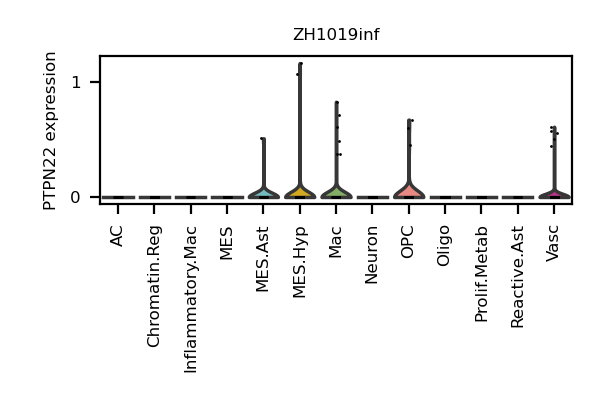 ZH1019inf
PTPN22 expression
1
0
AC
Chromatin.Reg
Inflammatory.Mac
MES
MES.Ast
MES.Hyp
Mac
Neuron
OPC
Oligo
Prolif.Metab
Reactive.Ast
Vasc